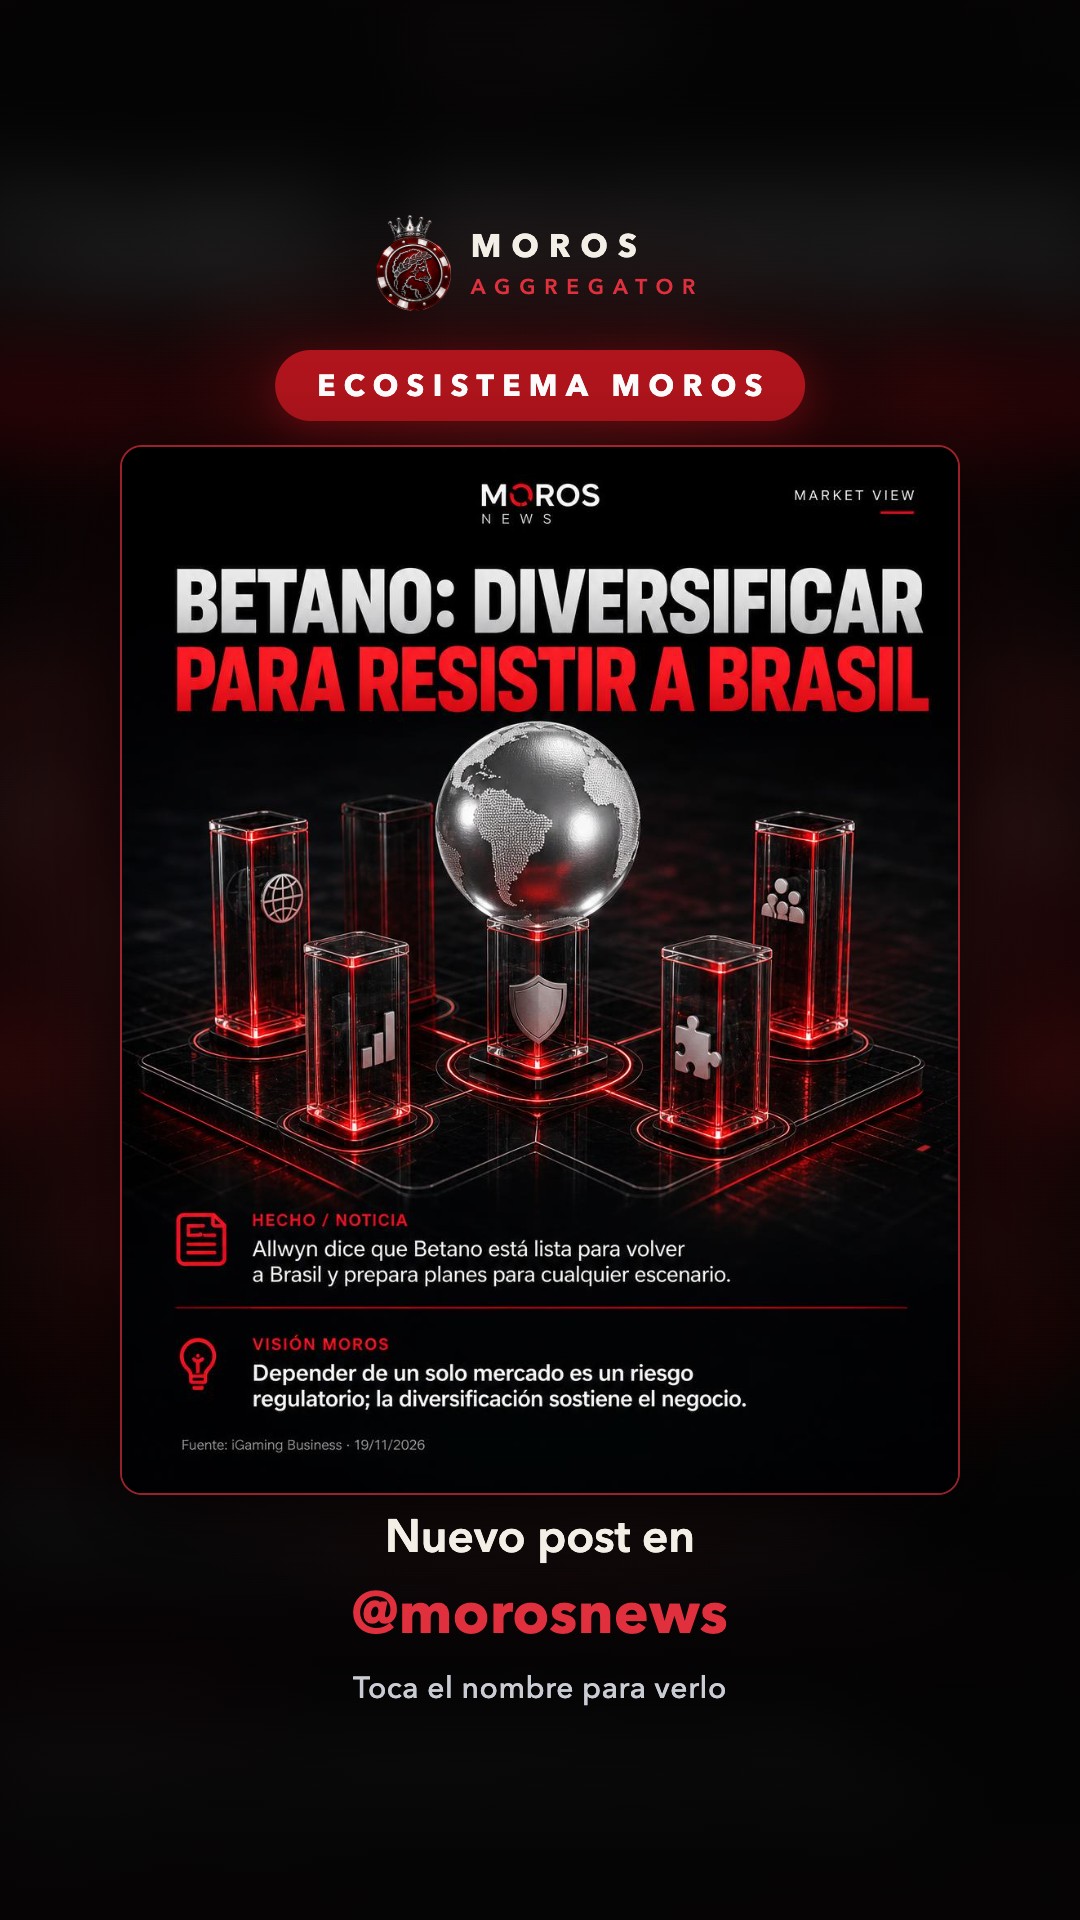 MOROS
AGGREGATOR
ECOSISTEMA MOROS
MOROS
NEWS
MARKET VIEW
BETANO: DIVERSIFICAR
PARA RESISTIR A BRASIL
HECHO / NOTICIA
Allwyn dice que Betano está lista para volver
a Brasil y prepara planes para cualquier escenario.
VISIÓN MOROS
Depender de un solo mercado es un riesgo
regulatorio; la diversificación sostiene el negocio.
Fuente: iGaming Business · 19/11/2026
Nuevo post en
@morosnews
Toca el nombre para verlo